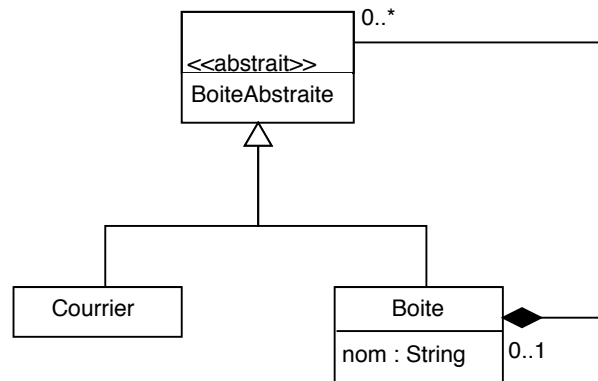 0..*
<<abstrait>>
BoiteAbstraite
Courrier
Boite
nom : String
0..1